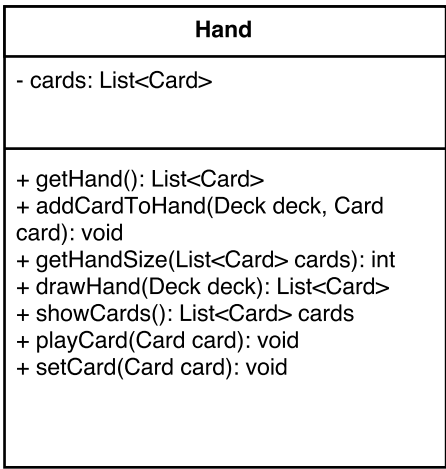 Hand
- cards: List<Card>
+ getHand(): List<Card>
+ addCardToHand(Deck deck, Card
card): void
+ getHandSize(List<Card> cards): int
+ drawHand(Deck deck): List<Card>
+ showCards(): List<Card> cards
+ playCard(Card card): void
+ setCard(Card card): void